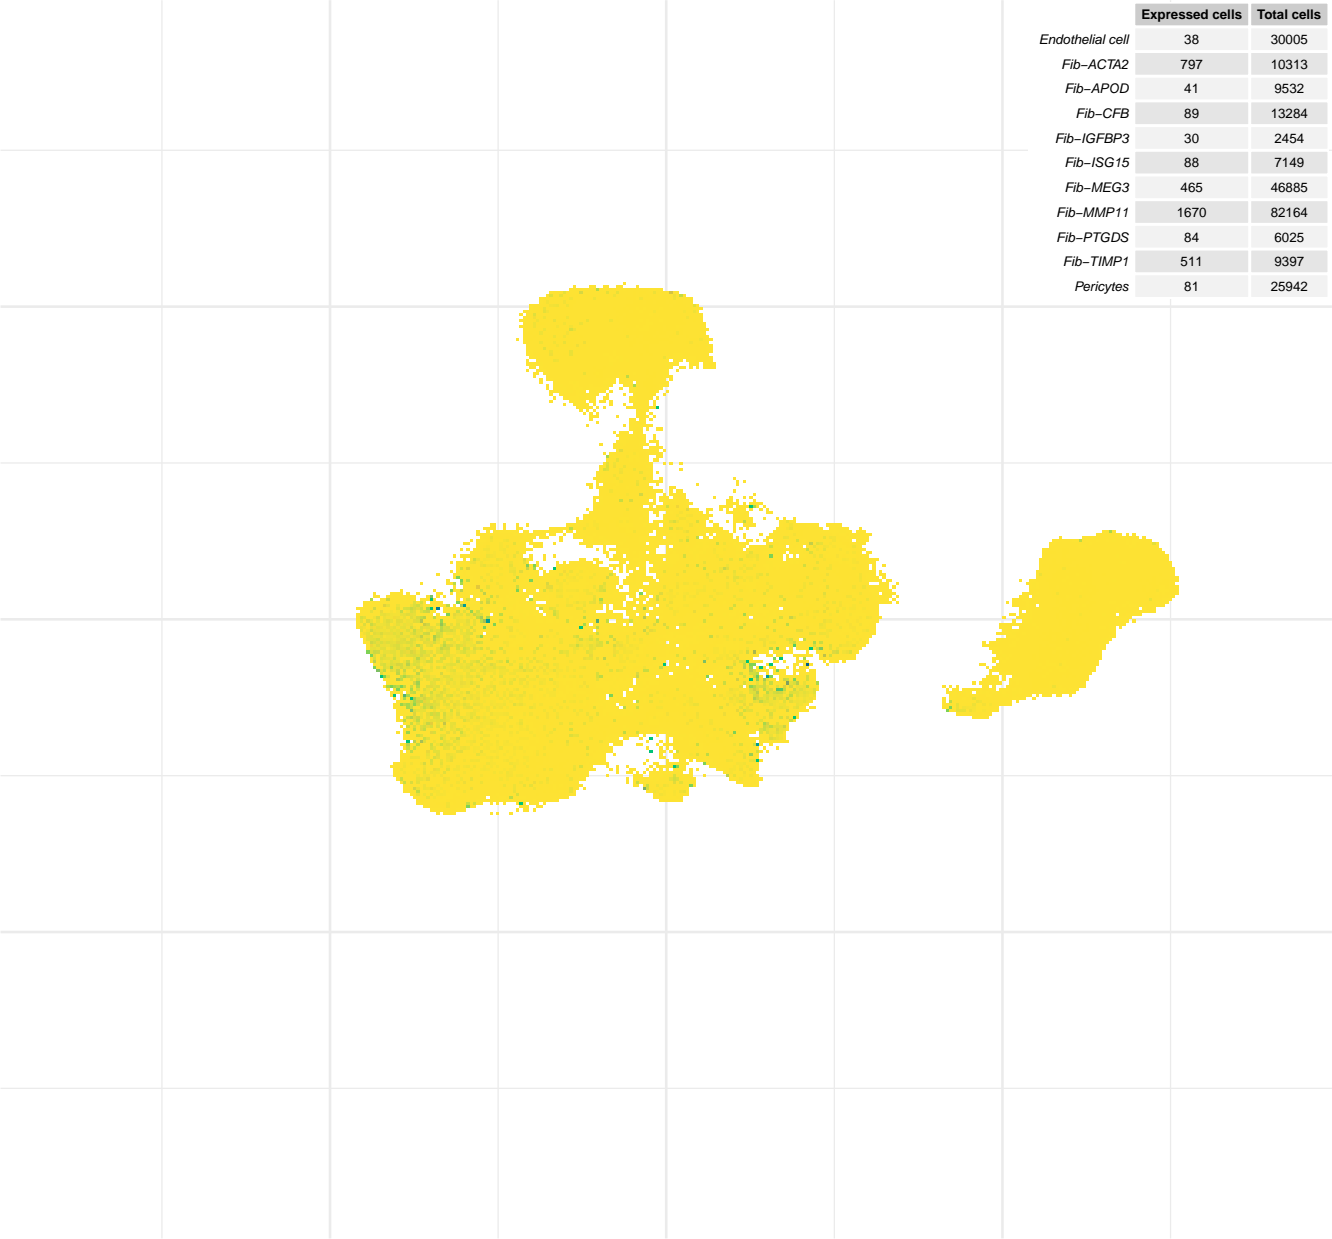 Expressed cells Total cells
Endothelial cell 38 30005
Fib−ACTA2 797 10313
Fib−APOD 41 9532
Fib−CFB 89 13284
Fib−IGFBP3 30 2454
Fib−ISG15 88 7149
Fib−MEG3 465 46885
Fib−MMP11 1670 82164
Fib−PTGDS 84 6025
Fib−TIMP1 511 9397
Pericytes 81 25942